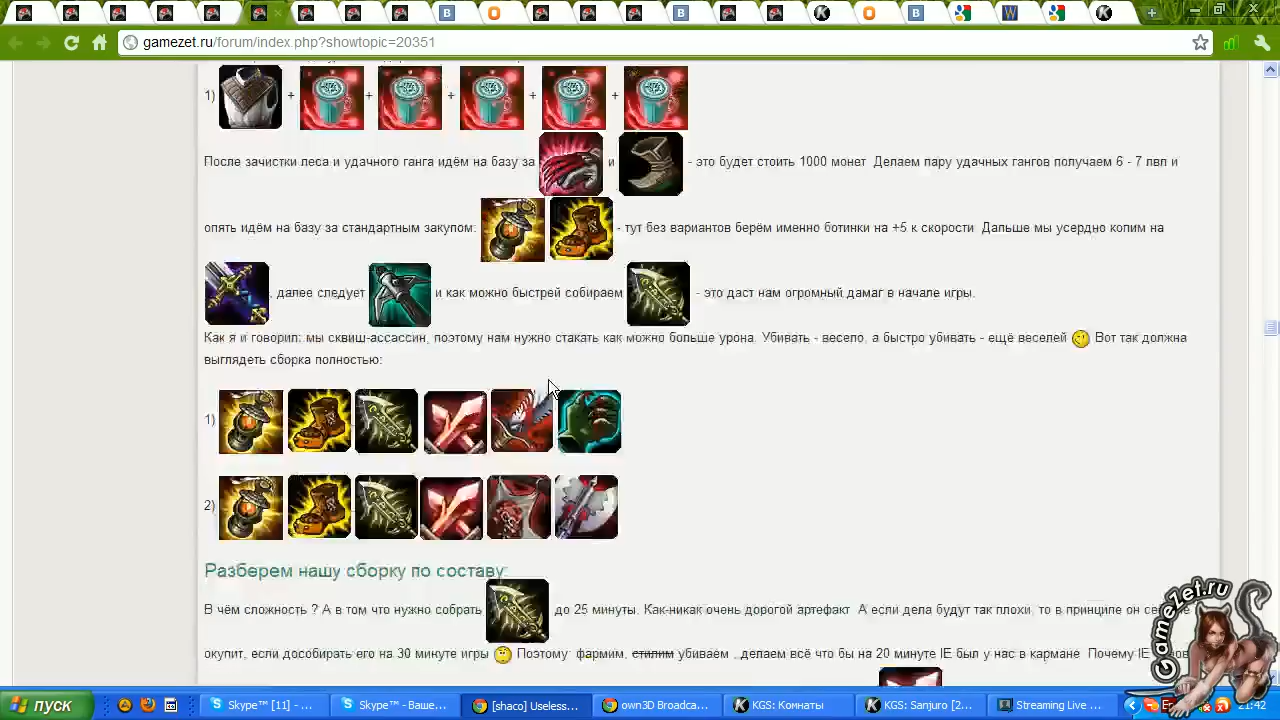 gamezet.ru/forum/index.php?showtopic=20351
1) + + + + +
После зачистки леса и удачного ганга идём на базу за и - это будет стоить 1000 монет Делаем пару удачных гангов получаем 6 - 7 лвл и
опять идём на базу за стандартным закупом: - тут без вариантов берём именно ботинки на +5 к скорости Дальше мы усердно копим на
, далее следует и как можно быстрей собираем - это даст нам огромный дамаг в начале игры.
Как я и говорил: мы сквиш-ассассин, поэтому нам нужно стакать как можно больше урона. Убивать - весело, а быстро убивать - ещё веселей Вот так должна
выглядеть сборка полностью:
1)
2)
Разберем нашу сборку по составу:
В чём сложность ? А в том что нужно собрать до 25 минуты. Как-никак очень дорогой артефакт А если дела будут так плохи, то в принципе он
окупит, если дособирать его на 30 минуте игры Поэтому фармим, стилим убиваем , делаем всё что бы на 20 минуте IE был у нас в кармане Почему IE
GameZet.ru
пуск
Skype™ [11] - ...
Skype™ - Ваше...
[shaco] Useless...
own3D Broadca...
KGS: Комнаты
KGS: Sanjuro [2...
Streaming Live ...
21:42